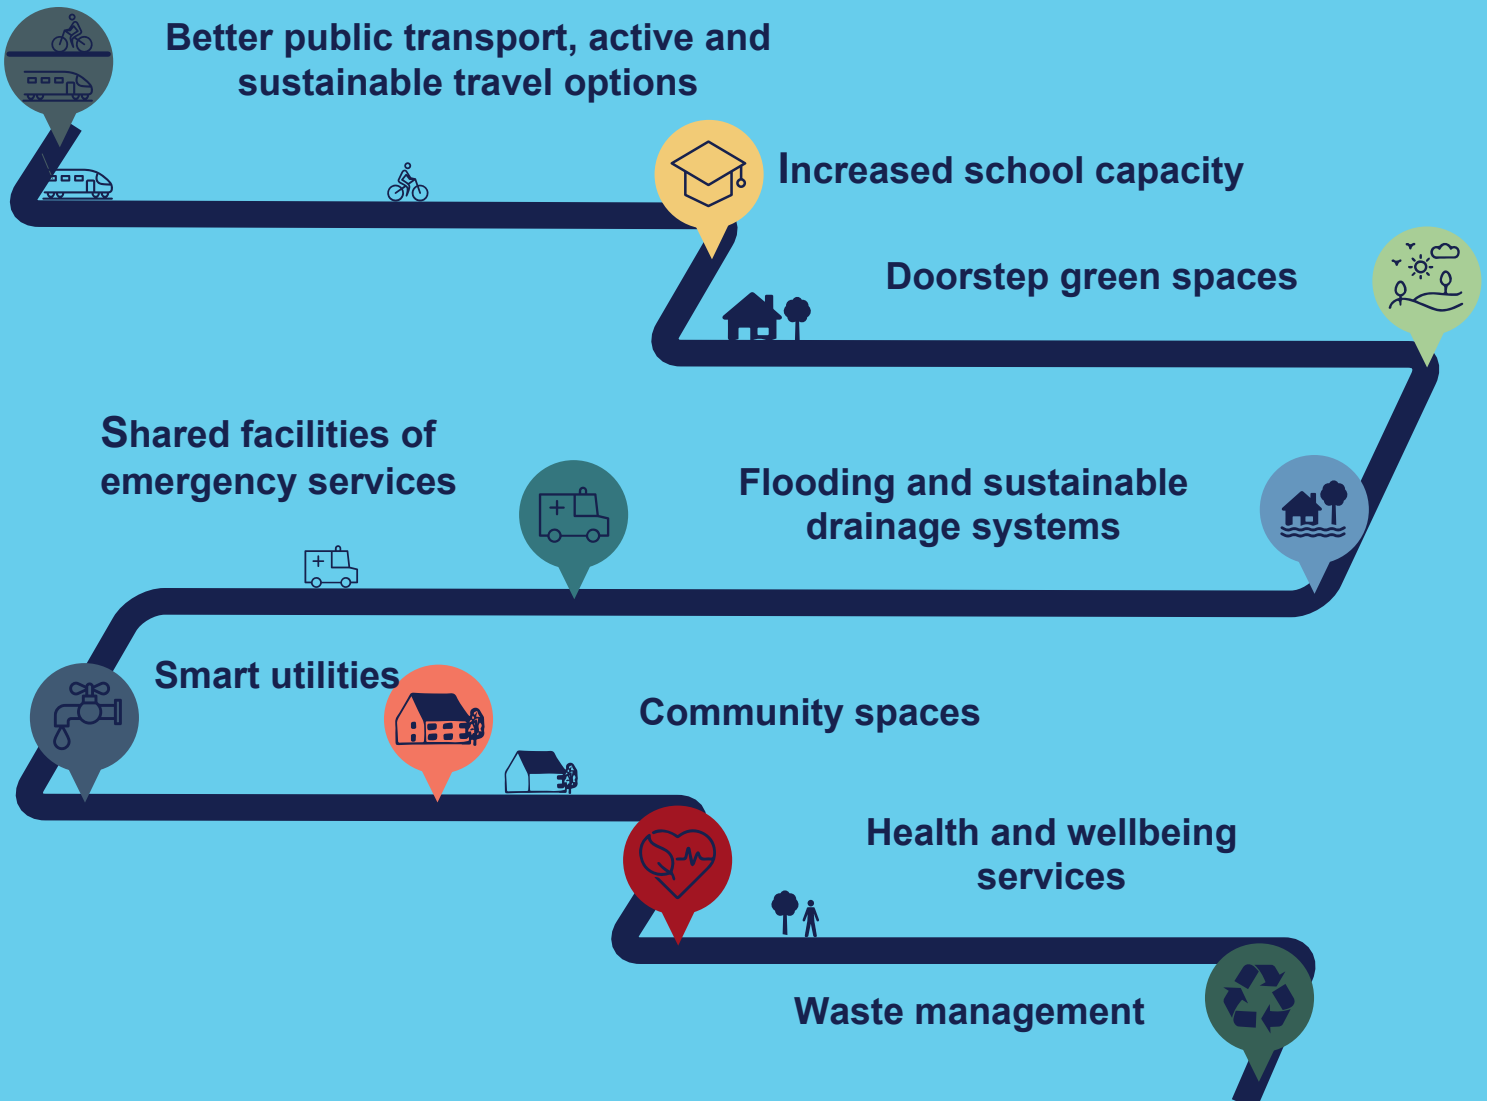 Better public transport, active and
sustainable travel options
Increased school capacity
Doorstep green spaces
Shared facilities of
emergency services
Flooding and sustainable
drainage systems
Smart utilities
Community spaces
Health and wellbeing
services
Waste management